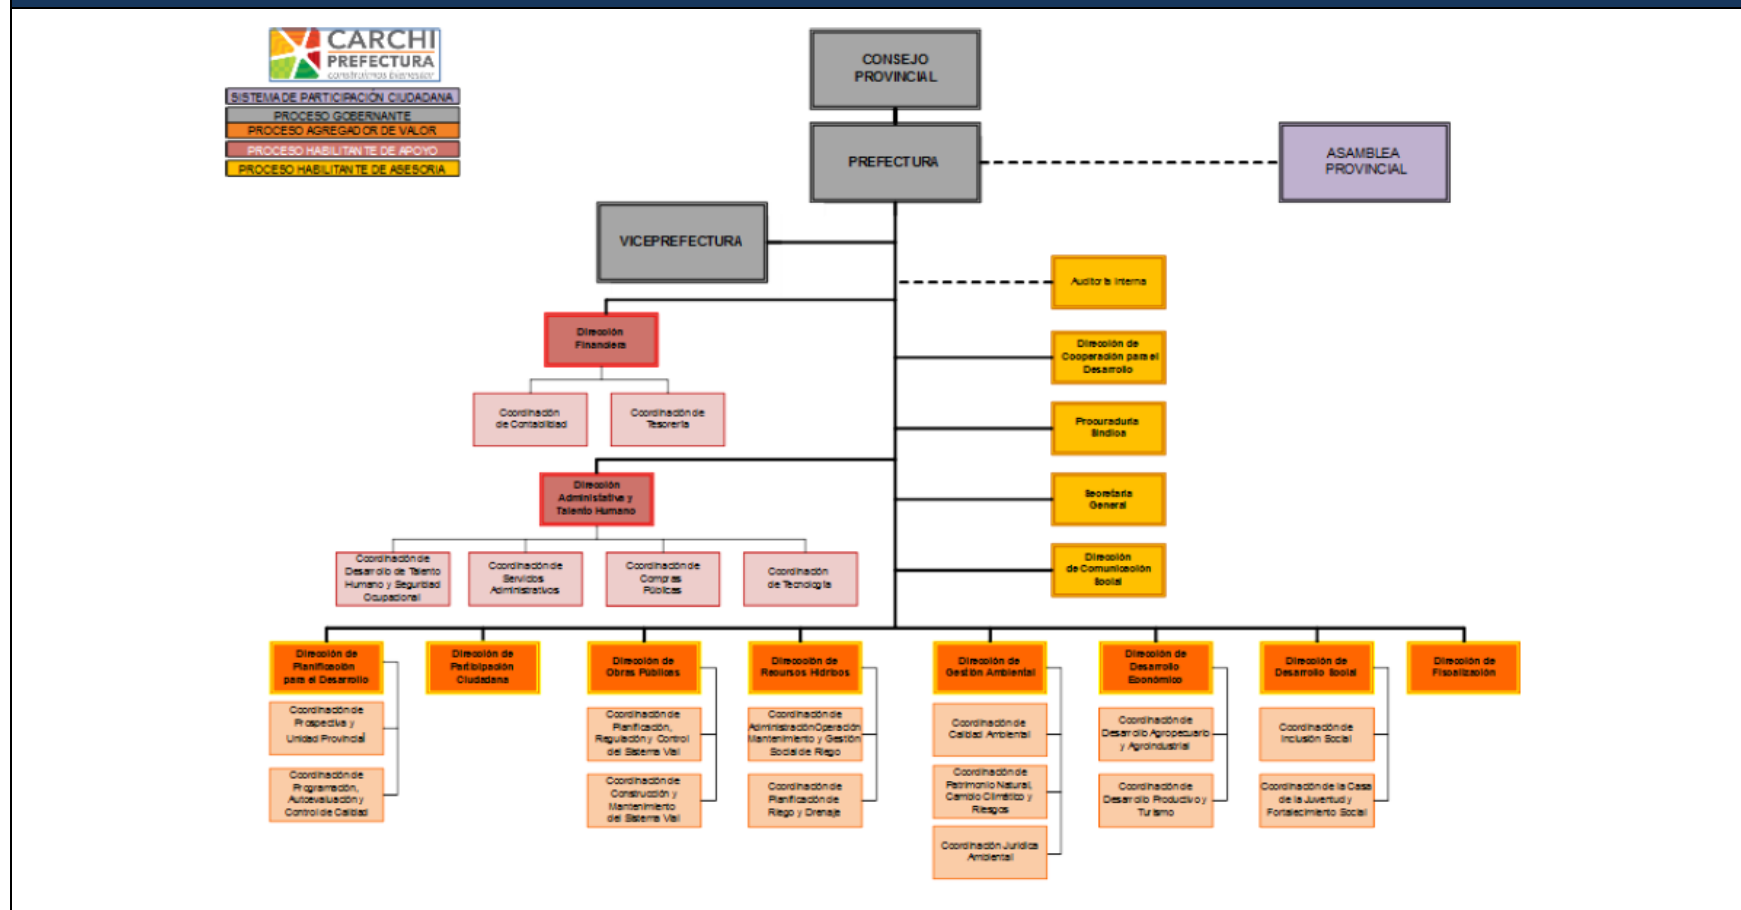 CARCHI
PREFECTURA
construimos bienestar
SISTEMA DE PARTICIPACIÓN CIUDADANA
PROCESO GOBERNANTE
PROCESO AGREGADOR DE VALOR
PROCESO HABILITANTE DE APOYO
PROCESO HABILITANTE DE ASESORIA
CONSEJO
PROVINCIAL
PREFECTURA
ASAMBLEA
PROVINCIAL
VICEPREFECTURA
Auditoría Interna
Dirección
Financiera
Dirección de
Cooperación para el
Desarrollo
Coordinación
de Contabilidad
Coordinación de
Tesorería
Procuraduría
Síndica
Dirección
Administativa y
Talento Humano
Secretaría
General
Coordinación de
Desarrollo de Talento
Humano y Seguridad
Ocupacional
Coordinación de
Servicios
Administrativos
Coordinación de
Compras
Públicas
Coordinación
de Tecnología
Dirección
de Comunicación
Social
Dirección de
Planificación
para el Desarrollo
Dirección de
Participación
Ciudadana
Dirección de
Obras Públicas
Dirección de
Recursos Hídricos
Dirección de
Gestión Ambiental
Dirección de
Desarrollo
Económico
Dirección de
Desarrollo Social
Dirección de
Fiscalización
Coordinación de
Prospectiva y
Unidad Provincial
Coordinación de
Planificación,
Regulación y Control
del Sistema Vial
Coordinación de
Administración Operación
Mantenimiento y Gestión
Social de Riego
Coordinación de
Calidad Ambiental
Coordinación de
Desarrollo Agropecuario
y Agroindustrial
Coordinación de
Inclusión Social
Coordinación de
Programación,
Autoevaluación y
Control de Calidad
Coordinación de
Construcción y
Mantenimiento
del Sistema Vial
Coordinación de
Planificación de
Riego y Drenaje
Coordinación de
Patrimonio Natural,
Cambio Climático y
Riesgos
Coordinación de
Desarrollo Productivo y
Turismo
Coordinación de la Casa
de la Juventud y
Fortalecimiento Social
Coordinación Jurídica
Ambiental